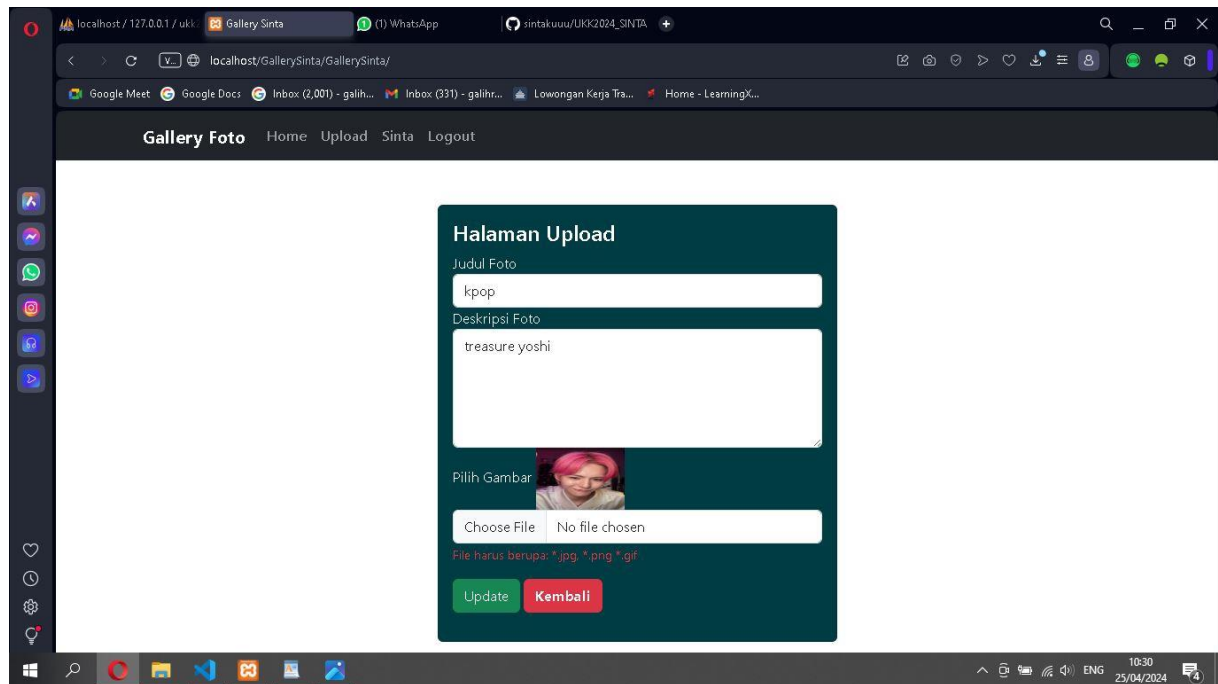 localhost / 127.0.0.1 / ukk
Gallery Sinta
(1) WhatsApp
sintakuuu/UKK2024_SINTA
V...
localhost/GallerySinta/GallerySinta/
8
Google Meet
Google Docs
Inbox (2,001) - galih...
Inbox (331) - galihr...
Lowongan Kerja Tra...
Home - LearningX...
Gallery Foto Home Upload Sinta Logout
Halaman Upload
Judul Foto
kpop
Deskripsi Foto
treasure yoshi
Pilih Gambar
Choose File No file chosen
File harus berupa: *.jpg, *.png *.gif
Update Kembali
ENG
10:30
25/04/2024
4